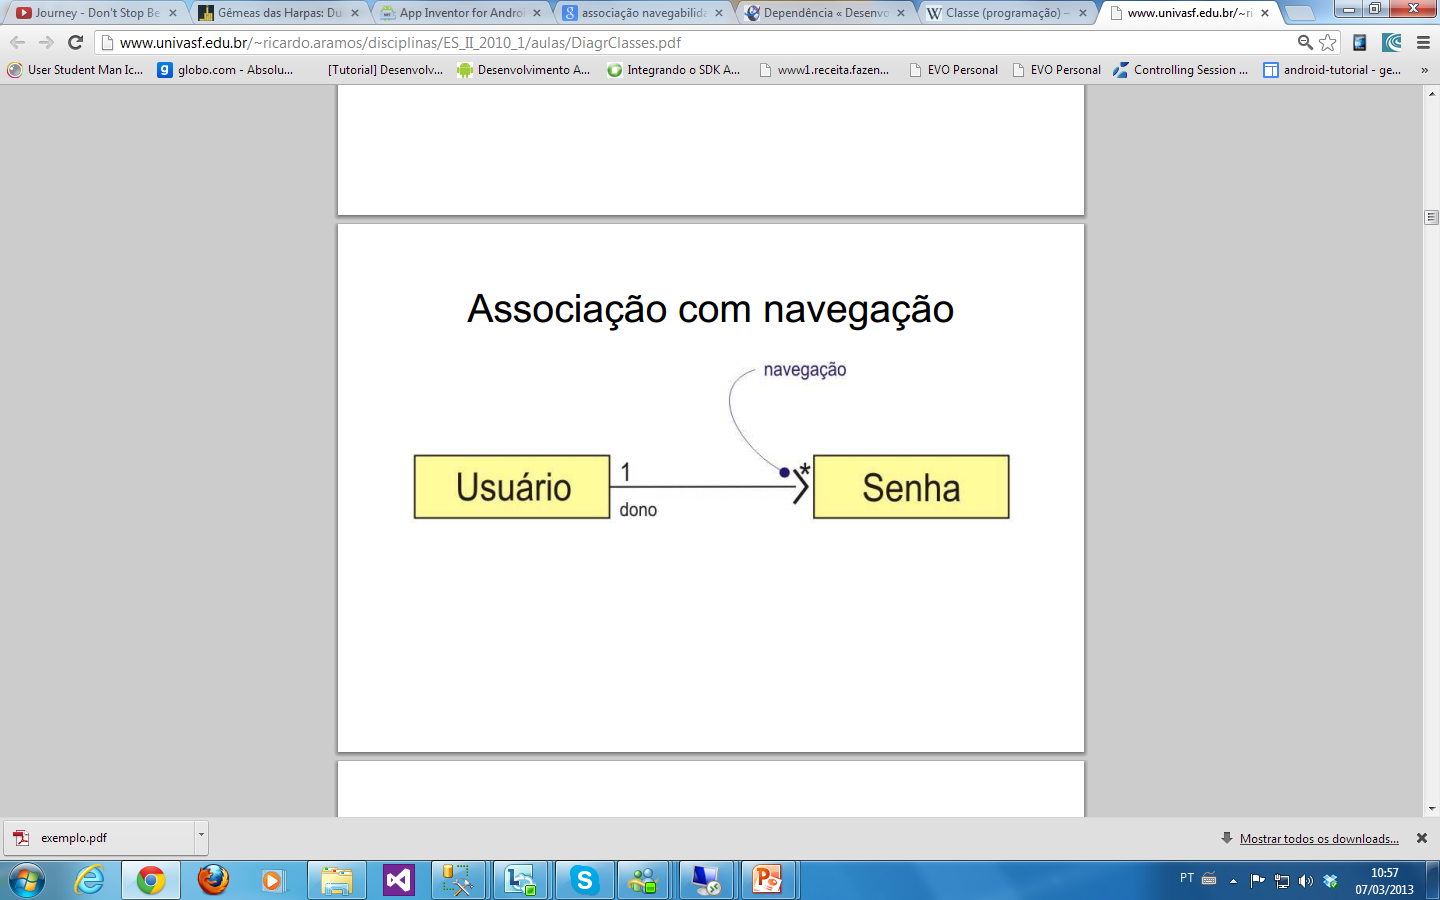 Journey - Don't Stop Be
Gêmeas das Harpas: Du
App Inventor for Androi
associação navegabilida
Dependência « Desenvo
Classe (programação) –
www.univasf.edu.br/~ri
www.univasf.edu.br/~ricardo.aramos/disciplinas/ES_II_2010_1/aulas/DiagrClasses.pdf
User Student Man Ic...
globo.com - Absolu...
[Tutorial] Desenvolv...
Desenvolvimento A...
Integrando o SDK A...
www1.receita.fazen...
EVO Personal
EVO Personal
Controlling Session ...
android-tutorial - ge...
»
Associação com navegação
navegação
Usuário
1
dono
*
Senha
exemplo.pdf
Mostrar todos os downloads...
PT
10:57
07/03/2013